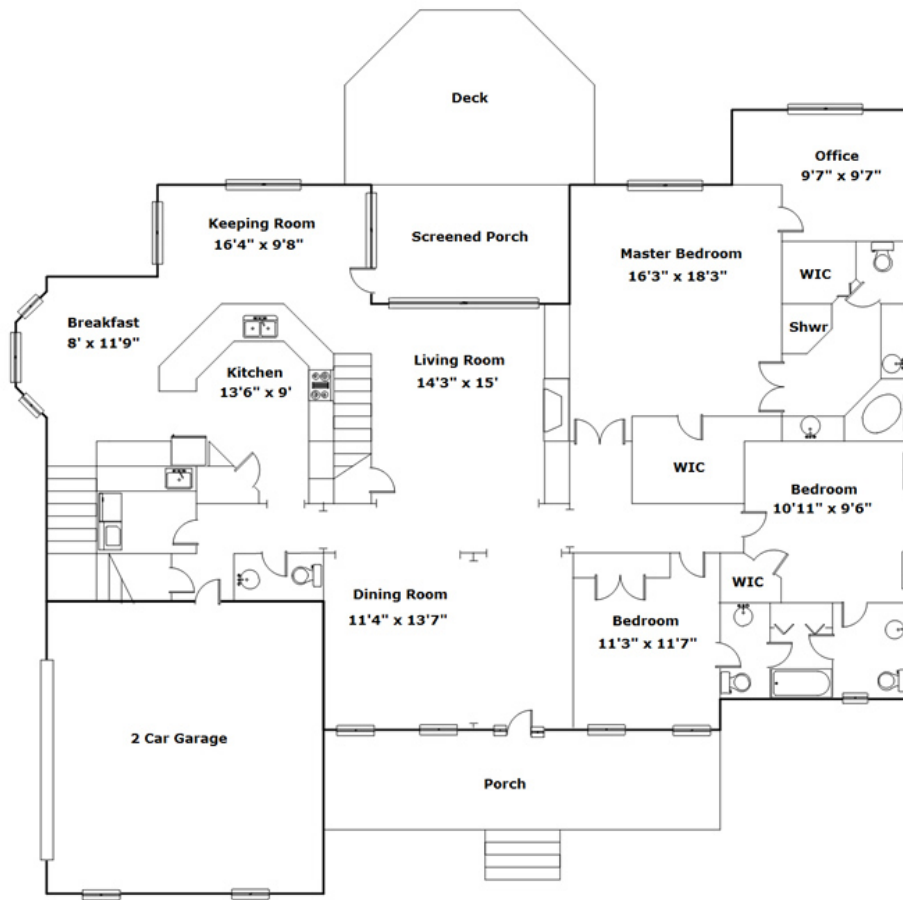 Deck
Office
9'7" x 9'7"
Keeping Room
16'4" x 9'8"
Screened Porch
Master Bedroom
16'3" x 18'3"
WIC
Breakfast
8' x 11'9"
Shwr
Kitchen
13'6" x 9'
Living Room
14'3" x 15'
WIC
Bedroom
10'11" x 9'6"
WIC
Dining Room
11'4" x 13'7"
Bedroom
11'3" x 11'7"
2 Car Garage
Porch